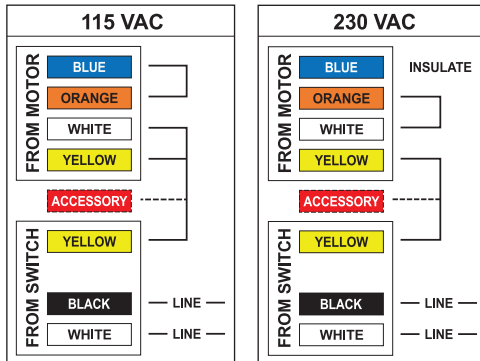 115 VAC
FROM MOTOR
BLUE
ORANGE
WHITE
YELLOW
ACCESSORY
FROM SWITCH
YELLOW
BLACK
LINE
WHITE
LINE
230 VAC
FROM MOTOR
BLUE
INSULATE
ORANGE
WHITE
YELLOW
ACCESSORY
FROM SWITCH
YELLOW
BLACK
LINE
WHITE
LINE